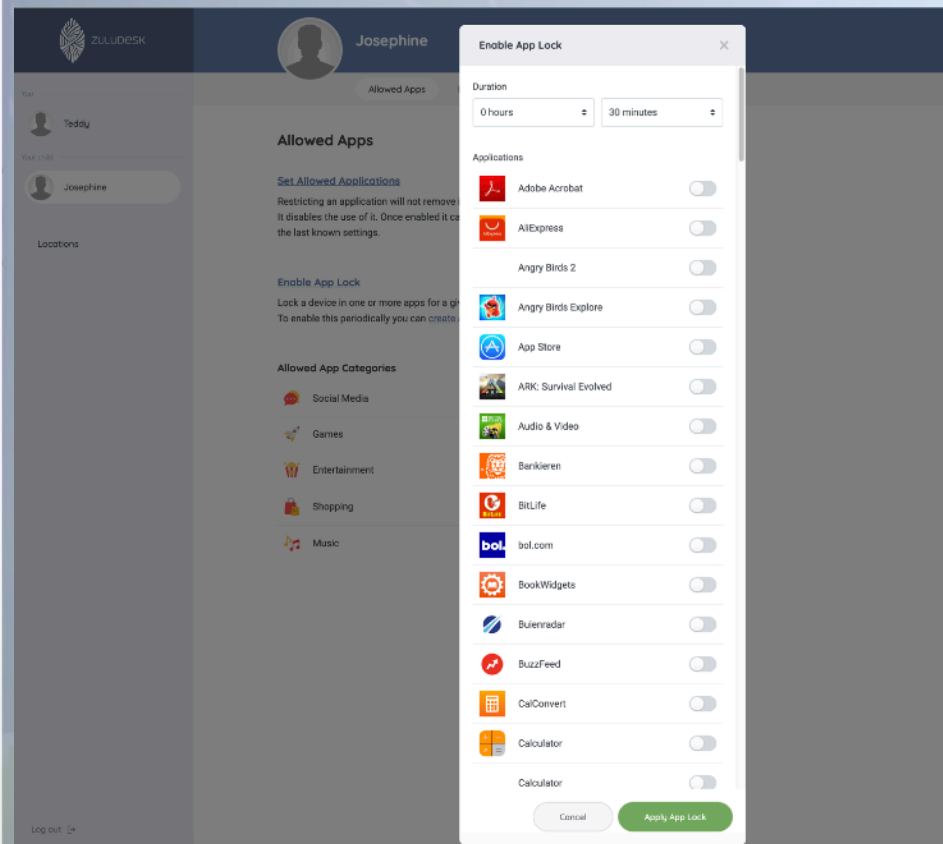 ZULUDESK
Your
Teddy
Your child
Josephine
Locations
Log out
Josephine
Allowed Apps
Allowed Apps
Set Allowed Applications
Restricting an application will not remove
It disables the use of it. Once enabled it ca
the last known settings.
Enable App Lock
Lock a device in one or more apps for a gi
To enable this periodically you can create
Allowed App Categories
Social Media
Games
Entertainment
Shopping
Music
Enable App Lock
Duration
0 hours
30 minutes
Applications
Adobe Acrobat
AliExpress
AliExpress
Angry Birds 2
Angry Birds Explore
App Store
ARK: Survival Evolved
Audio & Video
Bankieren
BitLife
BitLife
bol.
bol.com
BookWidgets
Buienradar
BuzzFeed
CalConvert
Calculator
Calculator
Cancel
Apply App Lock